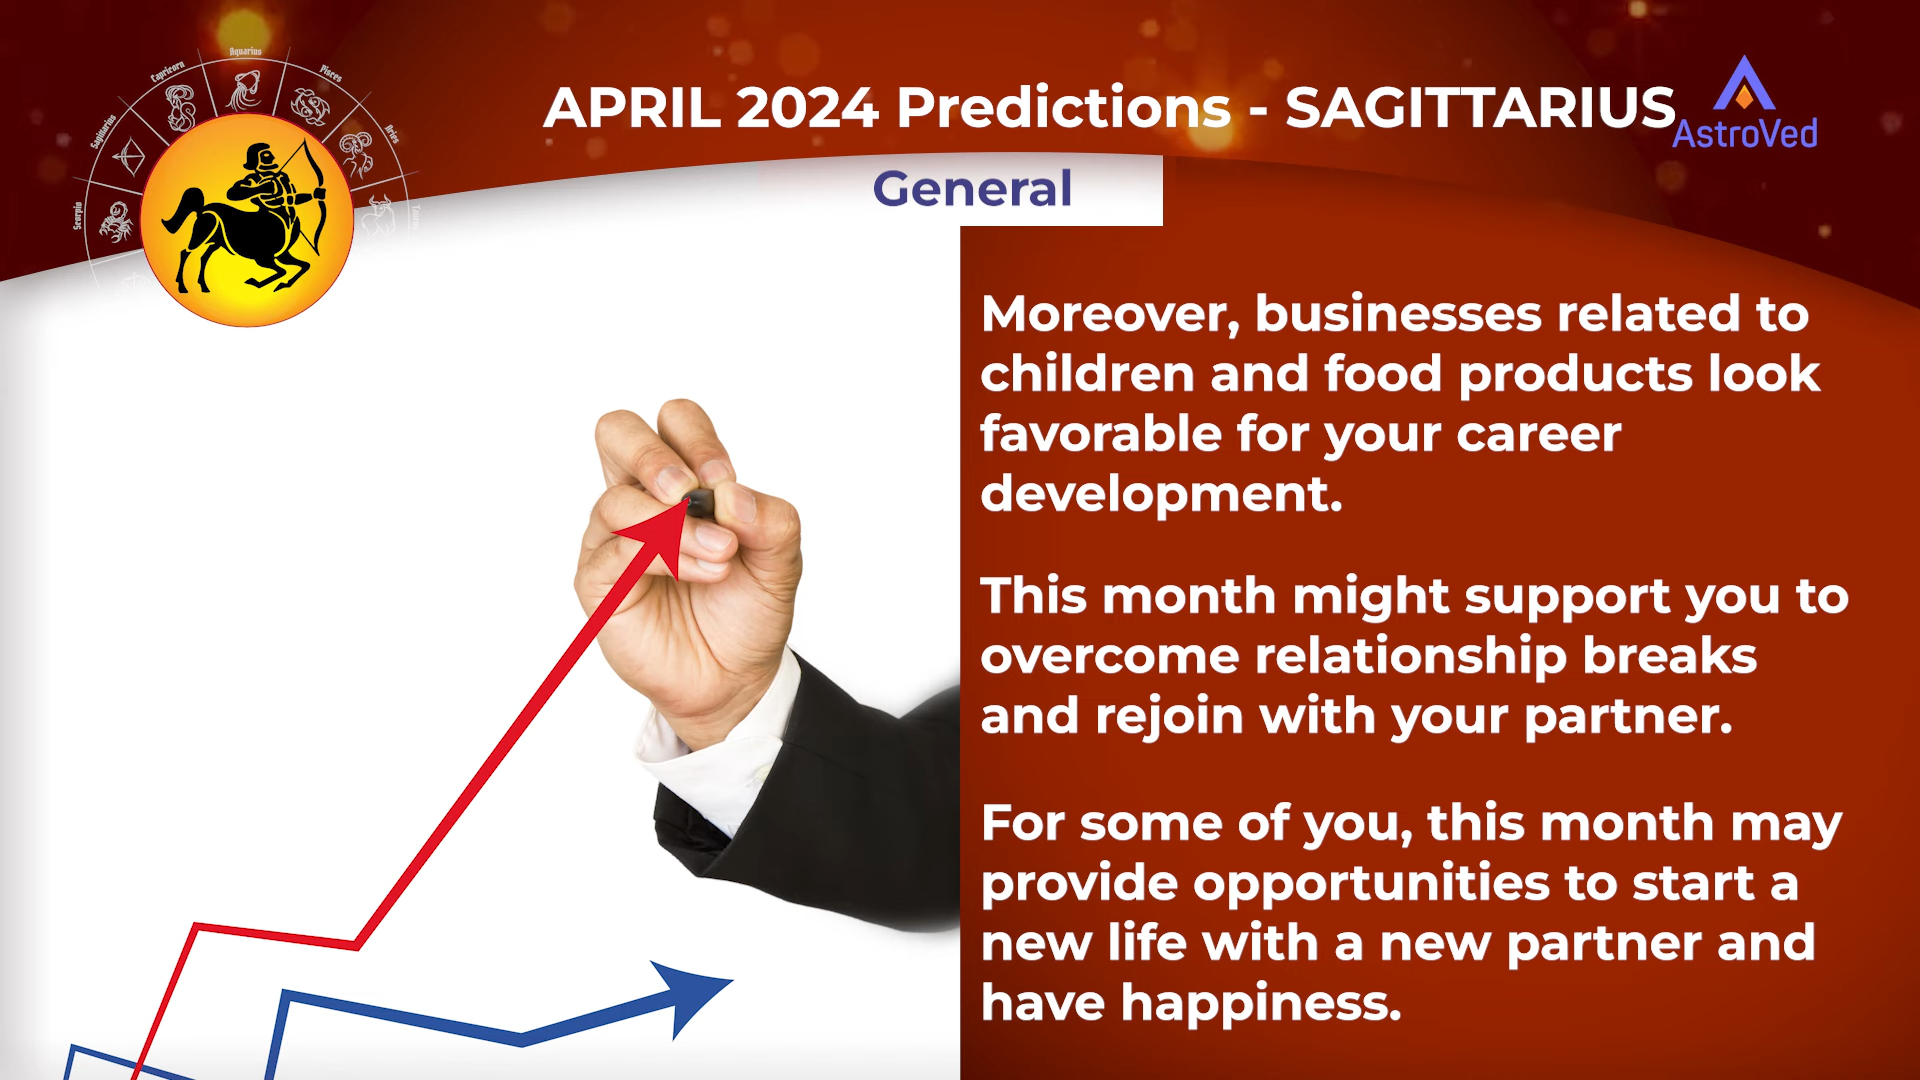 Aquarius
Capricorn
Pisces
Sagittarius
Aries
Scorpio
APRIL 2024 Predictions - SAGITTARIUS
AstroVed
General
Moreover, businesses related to
children and food products look
favorable for your career
development.
This month might support you to
overcome relationship breaks
and rejoin with your partner.
For some of you, this month may
provide opportunities to start a
new life with a new partner and
have happiness.